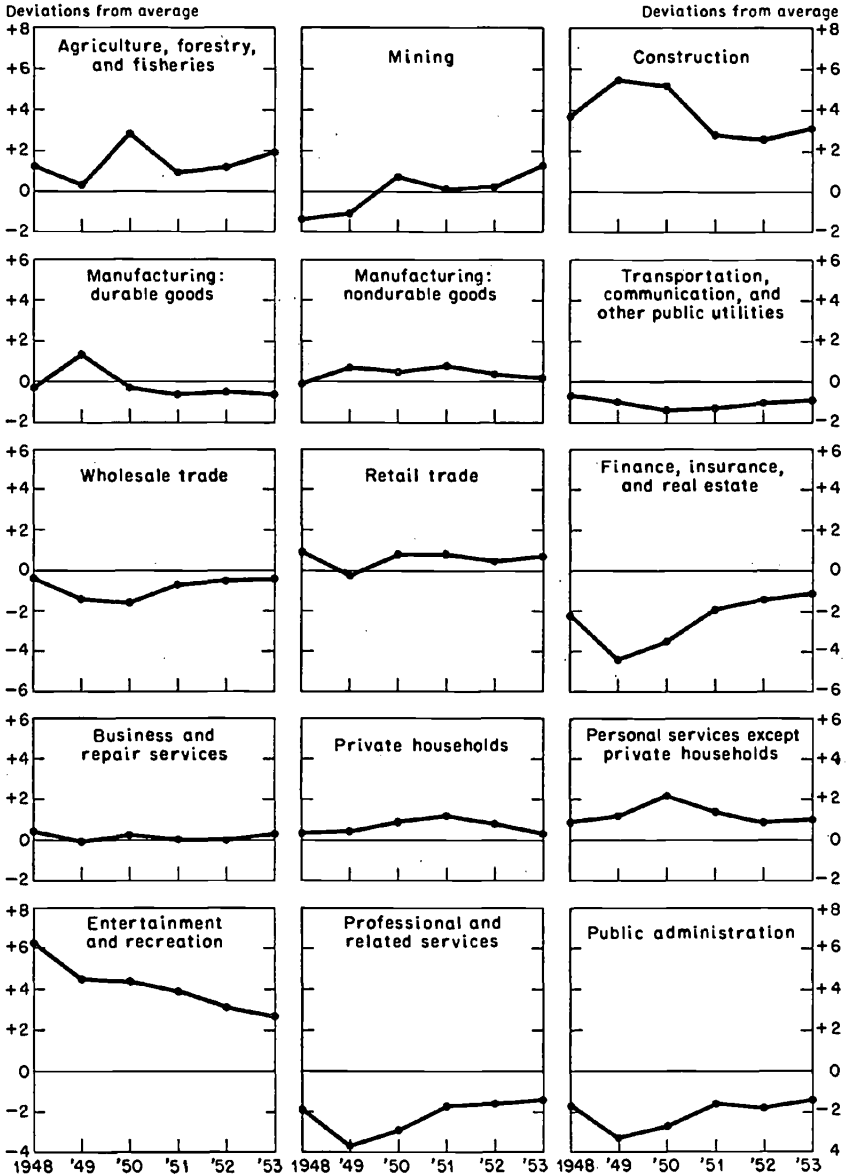 Deviations from average
Deviations from average
+8
+6
+4
+2
0
-2
Agriculture, forestry,
and fisheries
Mining
Construction
+8
+6
+4
+2
0
-2
+6
+4
+2
0
-2
Manufacturing:
durable goods
Manufacturing:
nondurable goods
Transportation,
communication, and
other public utilities
+6
+4
+2
0
-2
+6
+4
+2
0
-2
-4
-6
Wholesale trade
Retail trade
Finance, insurance,
and real estate
+6
+4
+2
0
-2
-4
-6
+6
+4
+2
0
-2
Business and
repair services
Private households
Personal services except
private households
+6
+4
+2
0
-2
+8
+6
+4
+2
0
-2
-4
Entertainment
and recreation
Professional and
related services
Public administration
+8
+6
+4
+2
0
-2
4
1948 '49 '50 '51 '52 '53
1948 '49 '50 '51 '52 '53
1948 '49 '50 '51 '52 '53